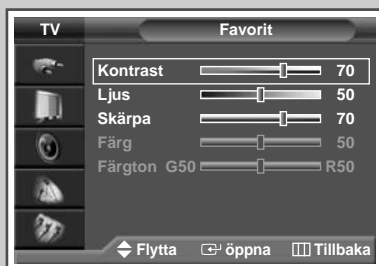 TV Favorit
Kontrast 70
Ljus 50
Skärpa 70
Färg 50
Färgton G50 R50
Flytta öppna Tillbaka